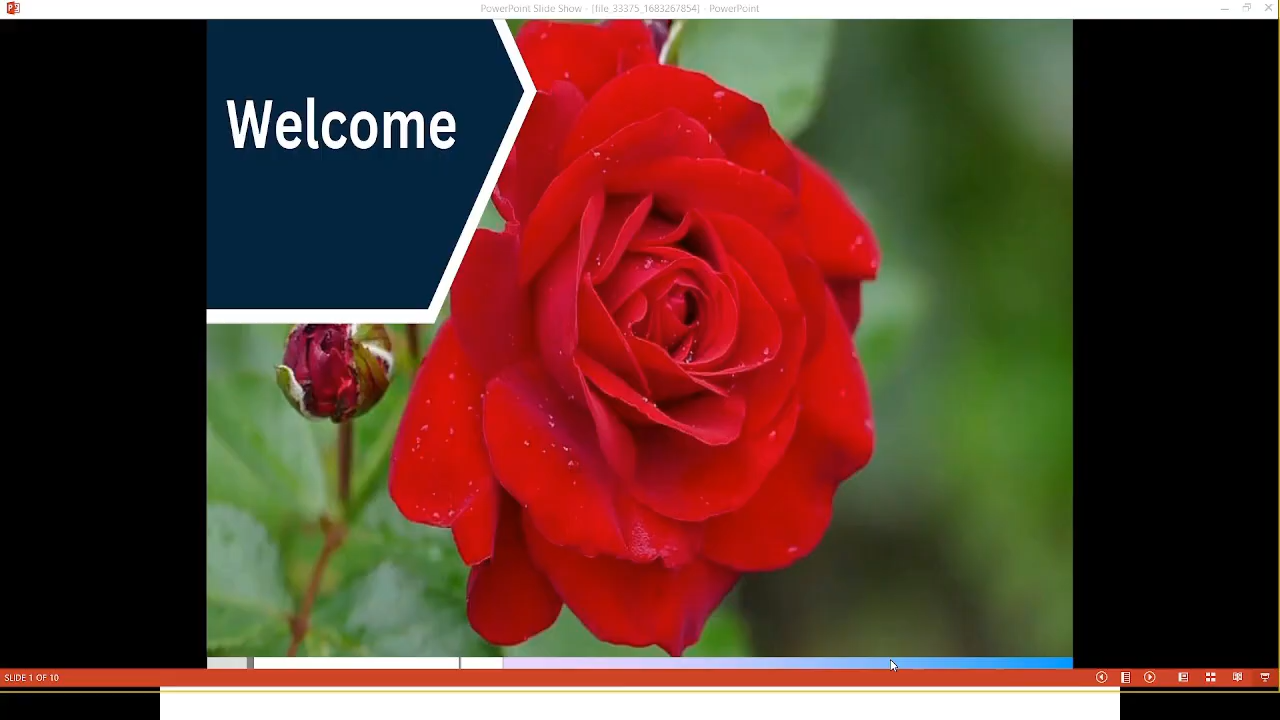 PowerPoint Slide Show - [file_33375_1683267854] - PowerPoint
Welcome
SLIDE 1 OF 10